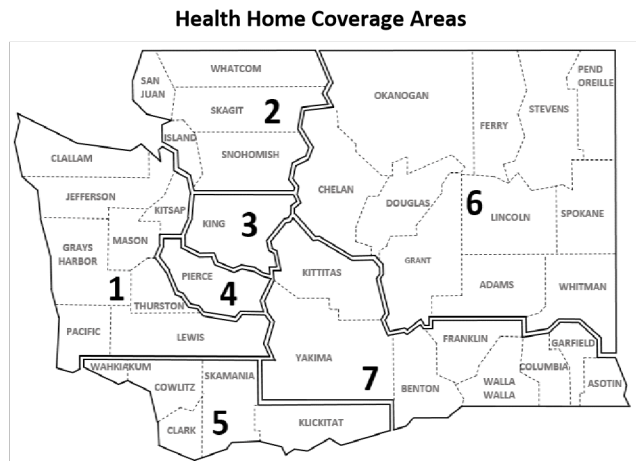 Health Home Coverage Areas
WHATCOM
SAN
JUAN
SKAGIT
2
ISLAND
SNOHOMISH
OKANOGAN
FERRY
STEVENS
PEND
OREILLE
CLALLAM
JEFFERSON
KITSAP
KING
3
CHELAN
DOUGLAS
6
LINCOLN
SPOKANE
GRAYS
HARBOR
MASON
PIERCE
4
KITTITAS
GRANT
1
THURSTON
ADAMS
WHITMAN
PACIFIC
LEWIS
YAKIMA
7
FRANKLIN
GARFIELD
WAHKIAKUM
COWLITZ
SKAMANIA
BENTON
WALLA
WALLA
COLUMBIA
ASOTIN
CLARK
5
KLICKITAT